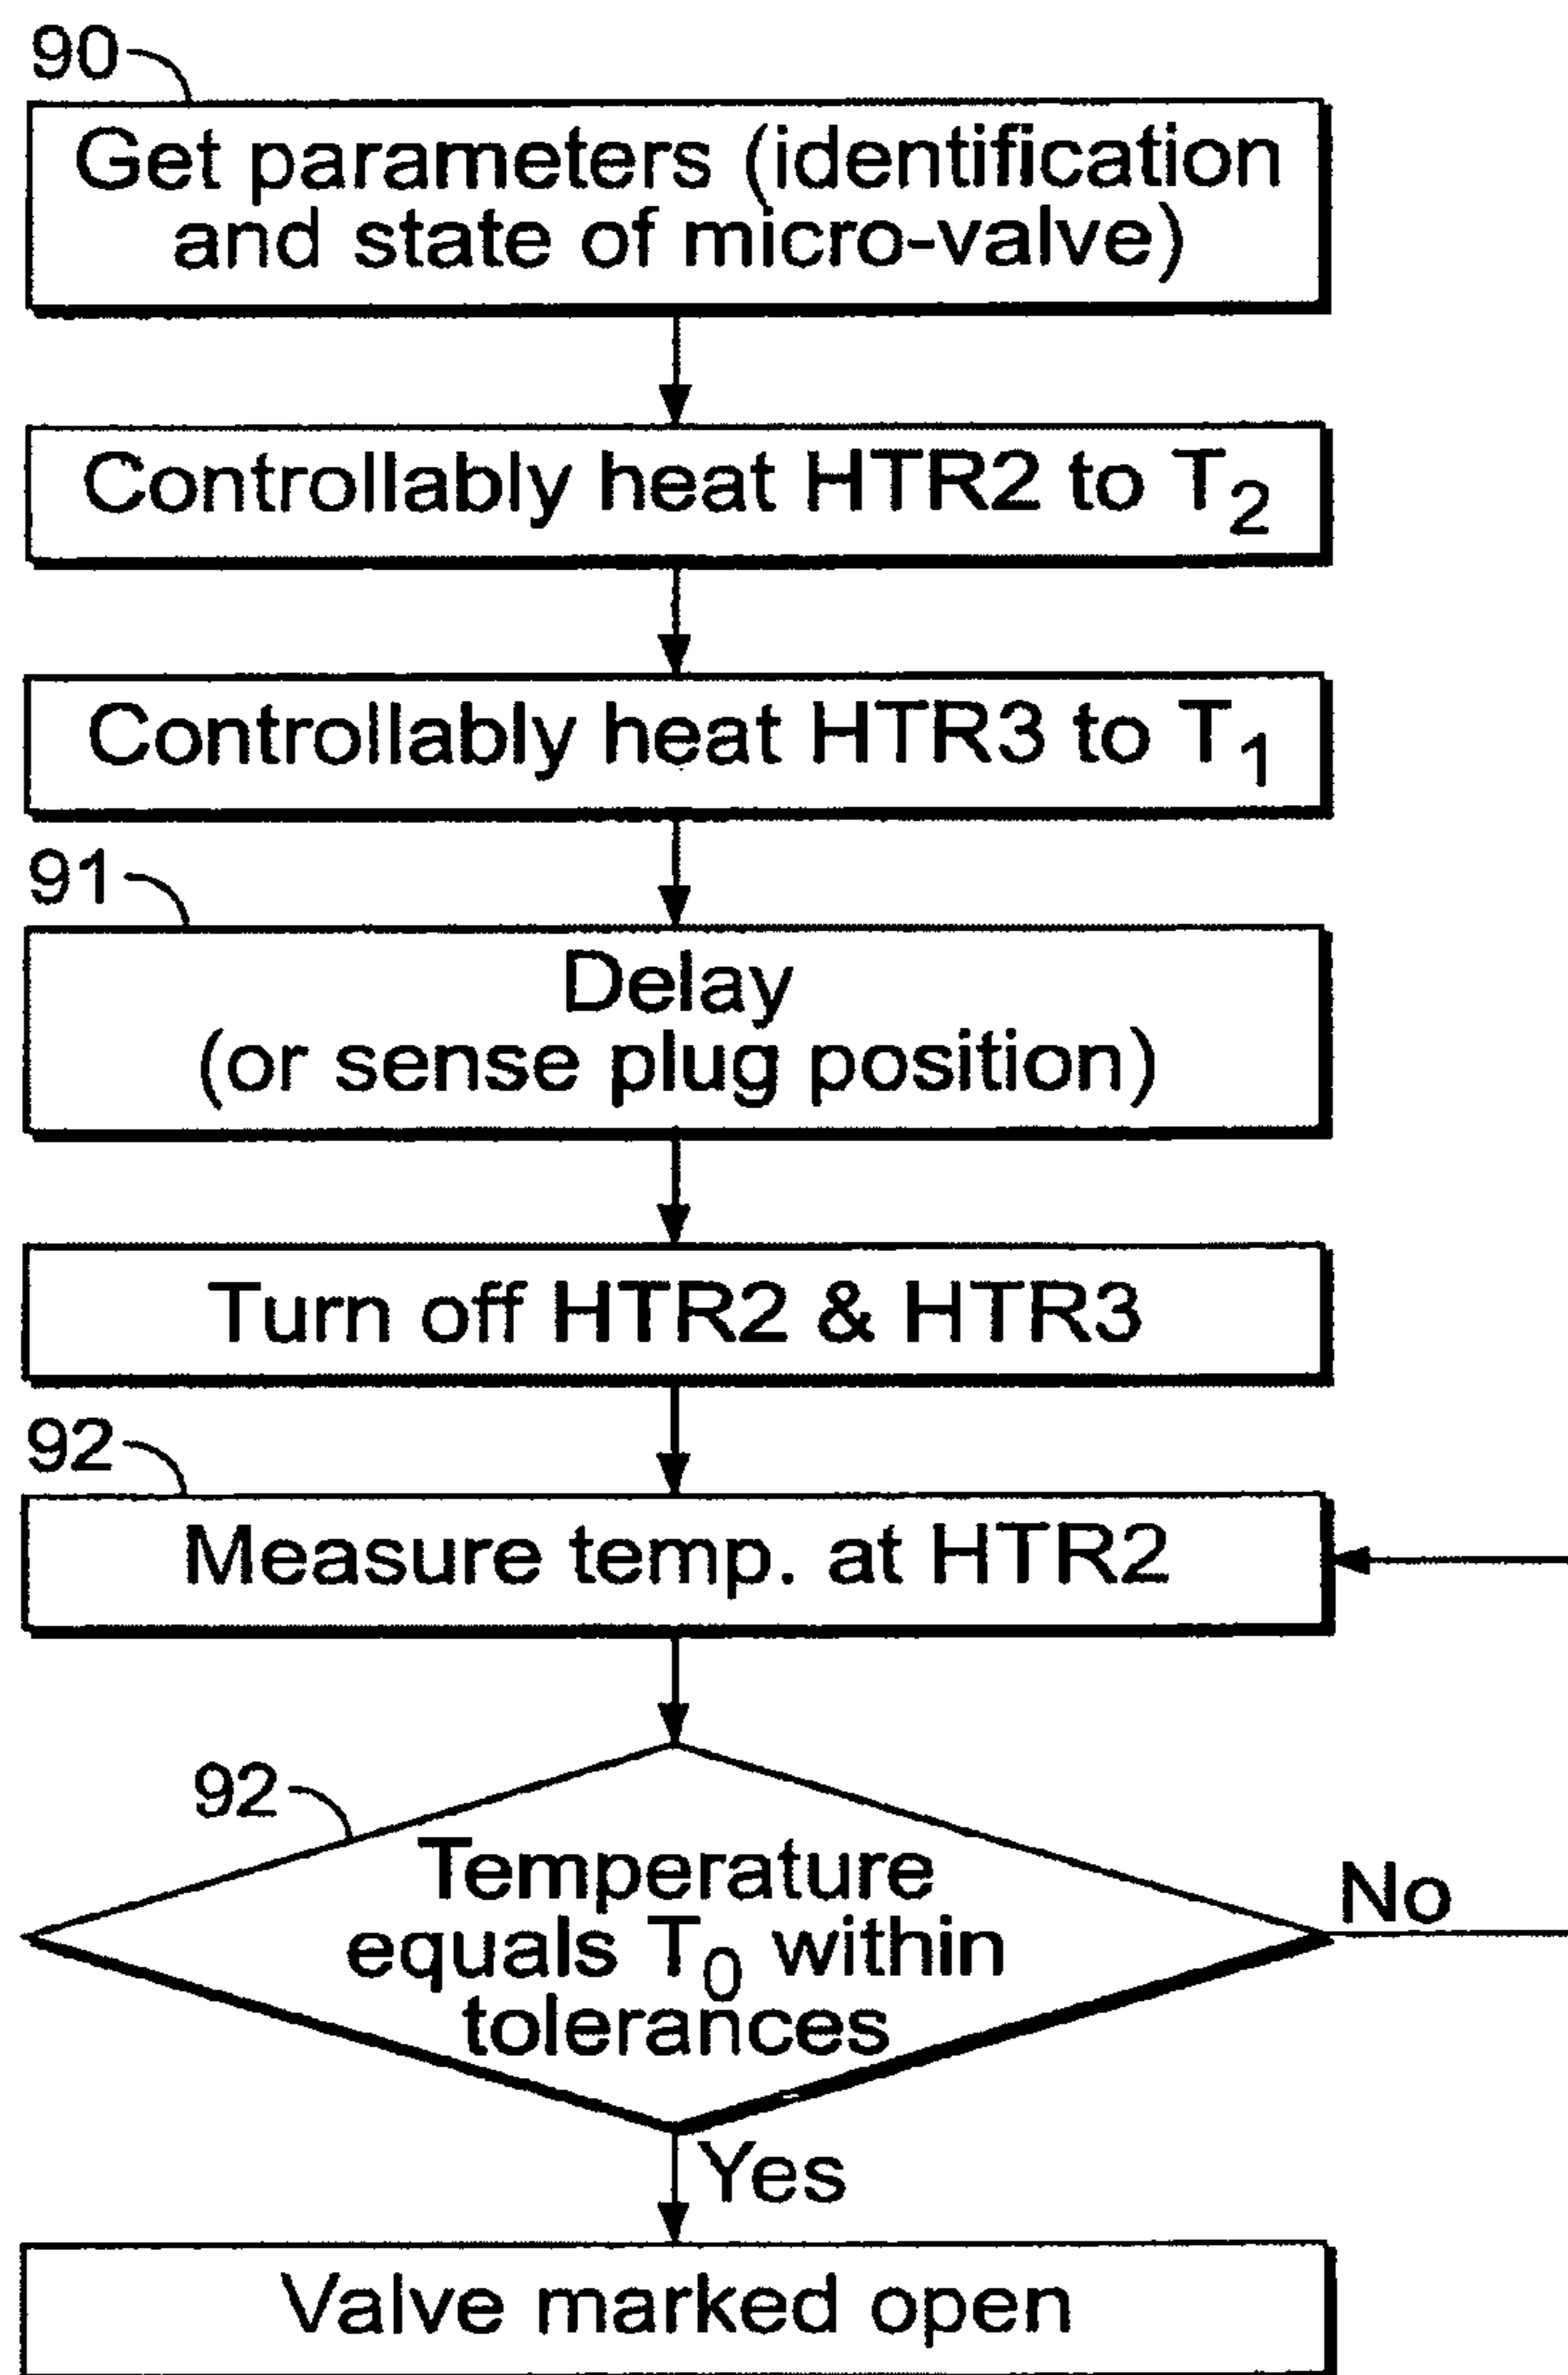 90
Get parameters (identification
and state of micro-valve)
Controllably heat HTR2 to T2
Controllably heat HTR3 to T1
91
Delay
(or sense plug position)
Turn off HTR2 & HTR3
92
Measure temp. at HTR2
92
Temperature
equals T0 within
tolerances
No
Yes
Valve marked open